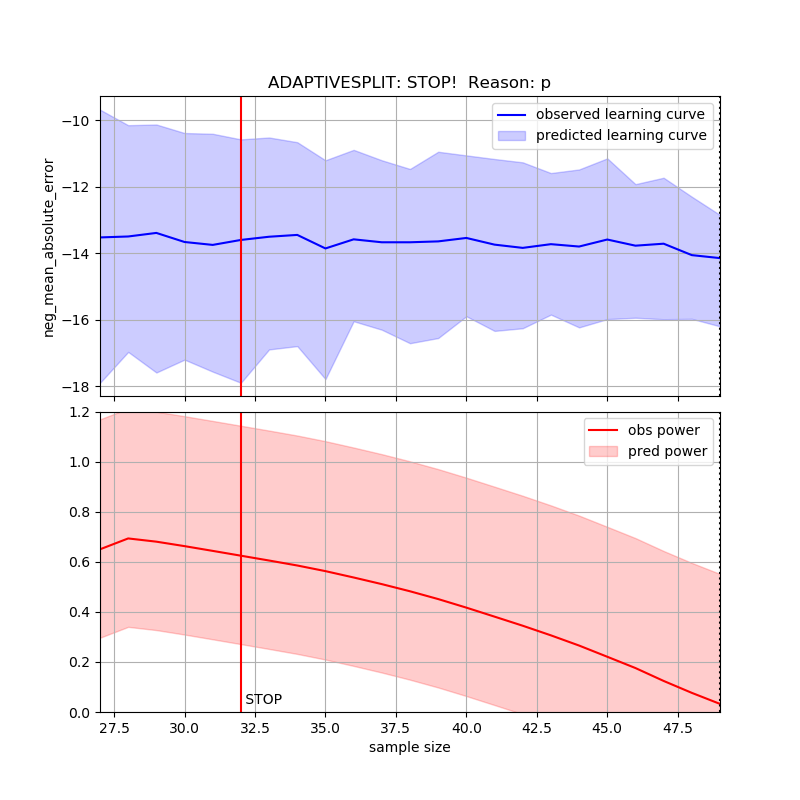 ADAPTIVESPLIT: STOP!  Reason: p
observed learning curve
predicted learning curve
neg_mean_absolute_error
−10
−12
−14
−16
−18
obs power
pred power
1.2
1.0
0.8
0.6
0.4
0.2
0.0
STOP
27.5 30.0 32.5 35.0 37.5 40.0 42.5 45.0 47.5
sample size